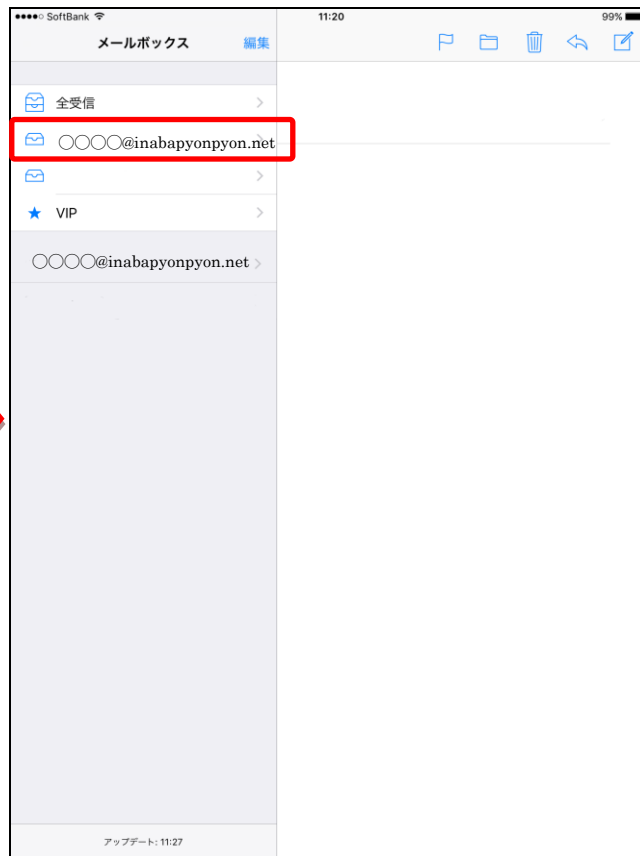 ●●●●○ SoftBank 11:20 99%
メールボックス 編集
全受信
○○○○@inabapyonpyon.net
VIP
○○○○@inabapyonpyon.net
アップデート: 11:27